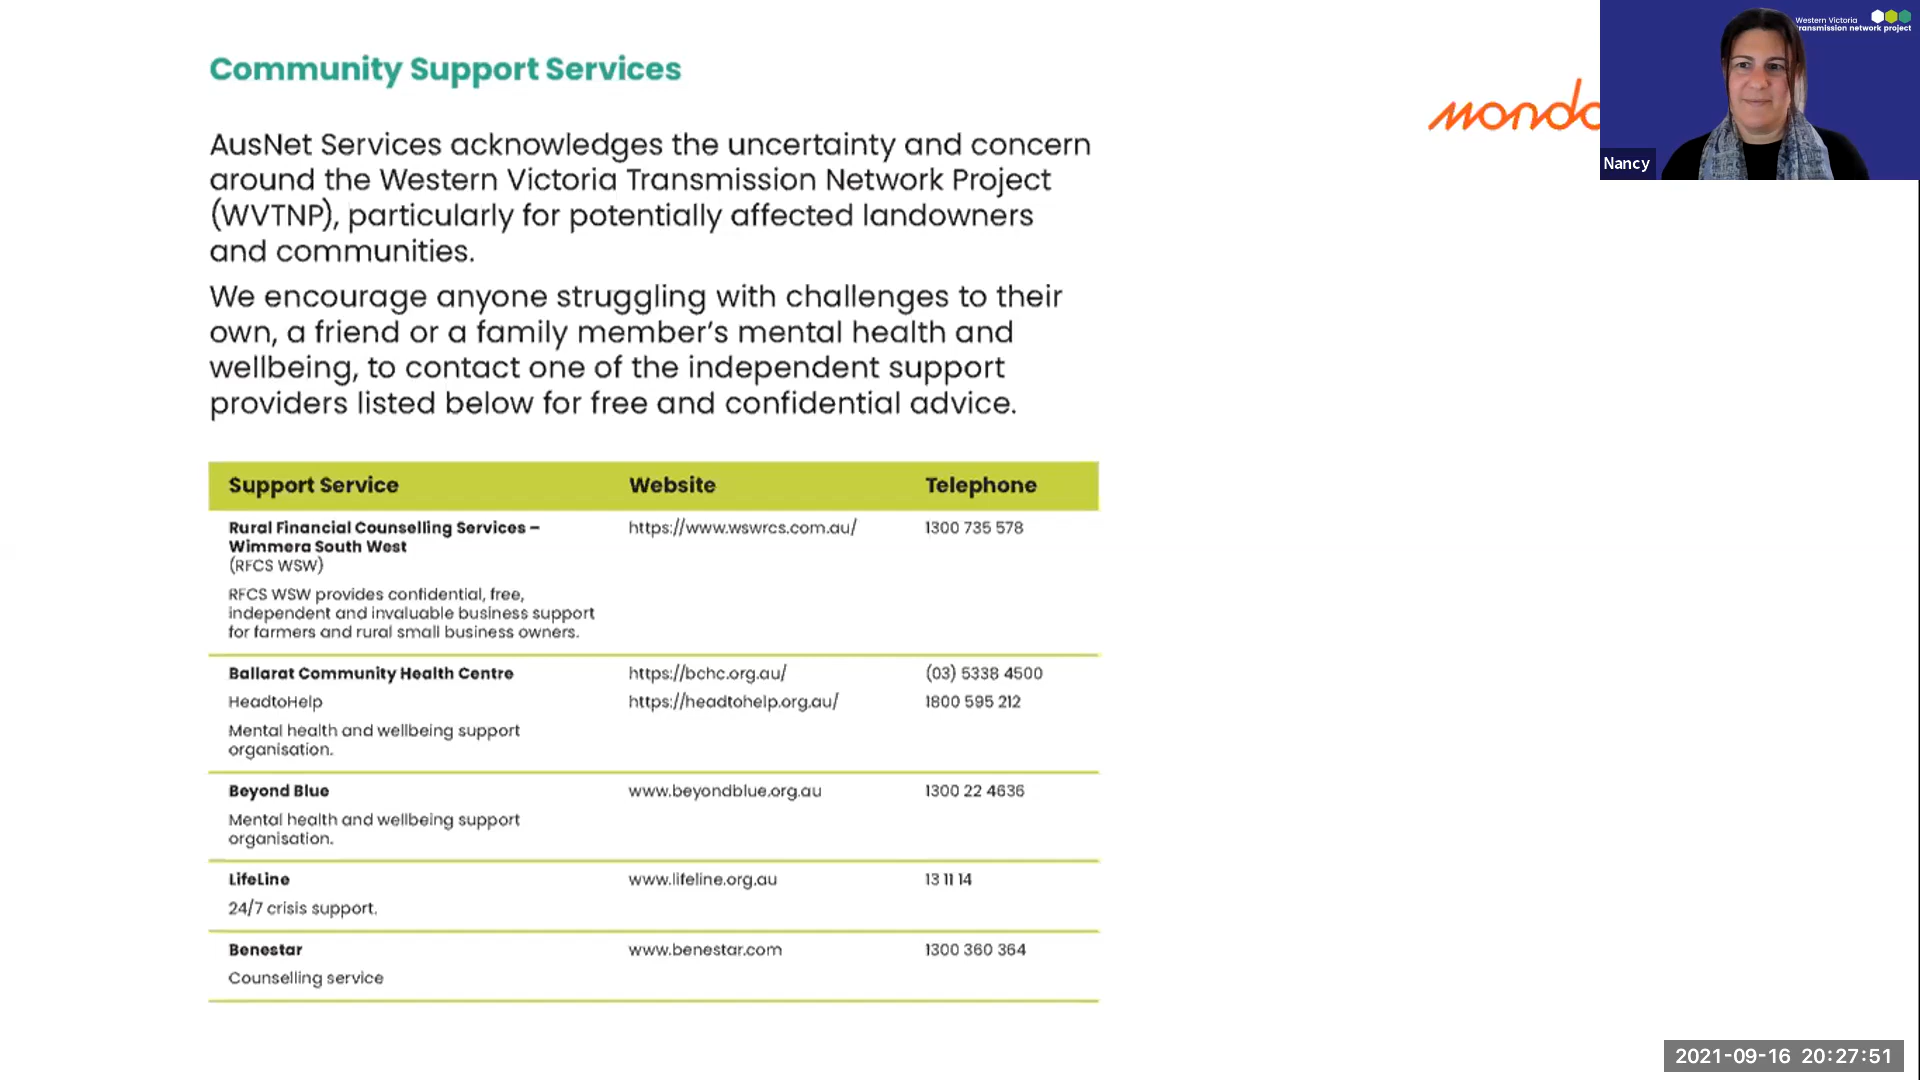 Community Support Services
AusNet Services acknowledges the uncertainty and concern
around the Western Victoria Transmission Network Project
(WVTNP), particularly for potentially affected landowners
and communities.
We encourage anyone struggling with challenges to their
own, a friend or a family member's mental health and
wellbeing, to contact one of the independent support
providers listed below for free and confidential advice.
Support Service Website Telephone
Rural Financial Counselling Services – https://www.wswrcs.com.au/ 1300 735 578
Wimmera South West
(RFCS WSW)
RFCS WSW provides confidential, free,
independent and invaluable business support
for farmers and rural small business owners.
Ballarat Community Health Centre https://bchc.org.au/ (03) 5338 4500
HeadtoHelp https://headtohelp.org.au/ 1800 595 212
Mental health and wellbeing support
organisation.
Beyond Blue www.beyondblue.org.au 1300 22 4636
Mental health and wellbeing support
organisation.
LifeLine www.lifeline.org.au 13 11 14
24/7 crisis support.
Benestar www.benestar.com 1300 360 364
Counselling service
mondo
Western Victoria
transmission network project
Nancy
2021-09-16 20:27:51